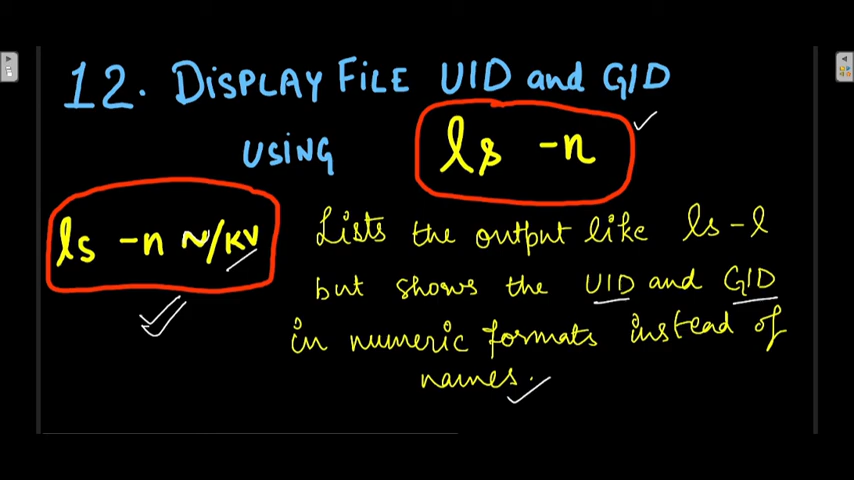 12. DISPLAY FILE UID and GID
USING ls -n
ls -n ~/KV
Lists the output like ls -l
but shows the UID and GID
in numeric formats instead of
names.